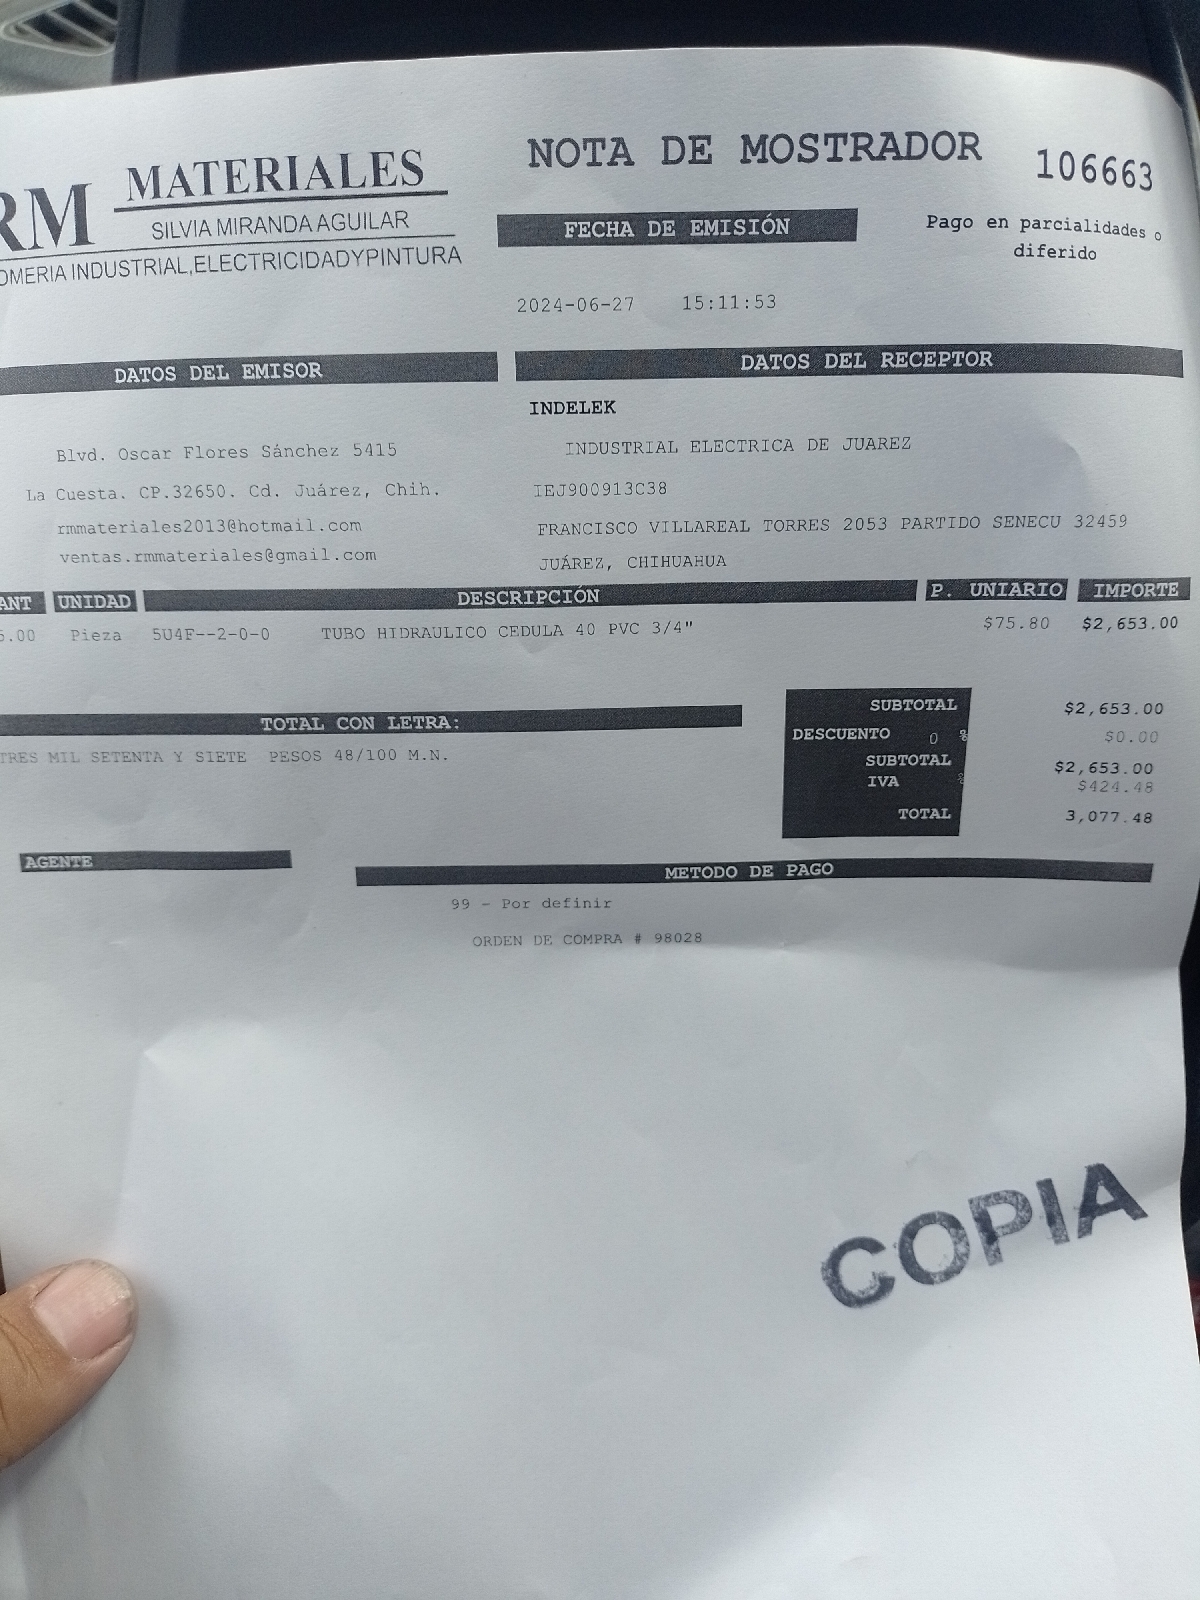 RM MATERIALES
SILVIA MIRANDA AGUILAR
OMERIA INDUSTRIAL,ELECTRICIDADYPINTURA
NOTA DE MOSTRADOR
106663
FECHA DE EMISIÓN
Pago en parcialidades o
diferido
2024-06-27 15:11:53
DATOS DEL EMISOR
DATOS DEL RECEPTOR
INDELEK
Blvd. Oscar Flores Sánchez 5415
INDUSTRIAL ELECTRICA DE JUAREZ
La Cuesta. CP.32650. Cd. Juárez, Chih.
IEJ900913C38
rmmateriales2013@hotmail.com
FRANCISCO VILLAREAL TORRES 2053 PARTIDO SENECU 32459
ventas.rmmateriales@gmail.com
JUÁREZ, CHIHUAHUA
ANT UNIDAD DESCRIPCIÓN P. UNIARIO IMPORTE
5.00 Pieza 5U4F--2-0-0 TUBO HIDRAULICO CEDULA 40 PVC 3/4" $75.80 $2,653.00
TOTAL CON LETRA:
TRES MIL SETENTA Y SIETE PESOS 48/100 M.N.
SUBTOTAL $2,653.00
DESCUENTO 0 % $0.00
SUBTOTAL $2,653.00
IVA % $424.48
TOTAL 3,077.48
AGENTE
METODO DE PAGO
99 - Por definir
ORDEN DE COMPRA # 98028
COPIA